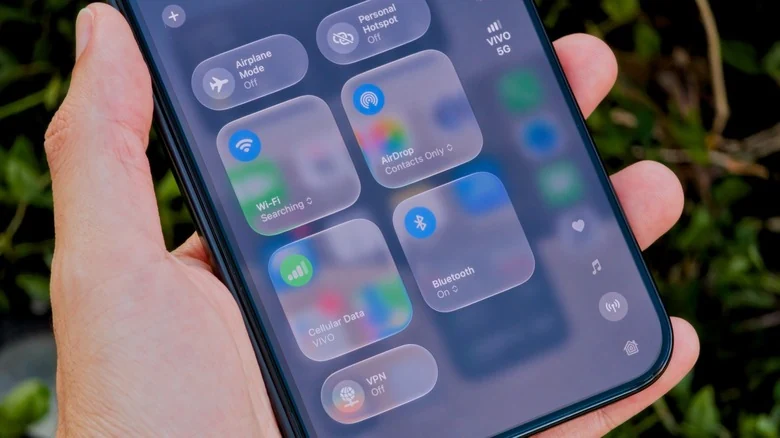 Airplane
Mode
Off
Personal
Hotspot
Off
VIVO
5G
Wi-Fi
Searching
AirDrop
Contacts Only
Cellular Data
VIVO
Bluetooth
On
VPN
Off